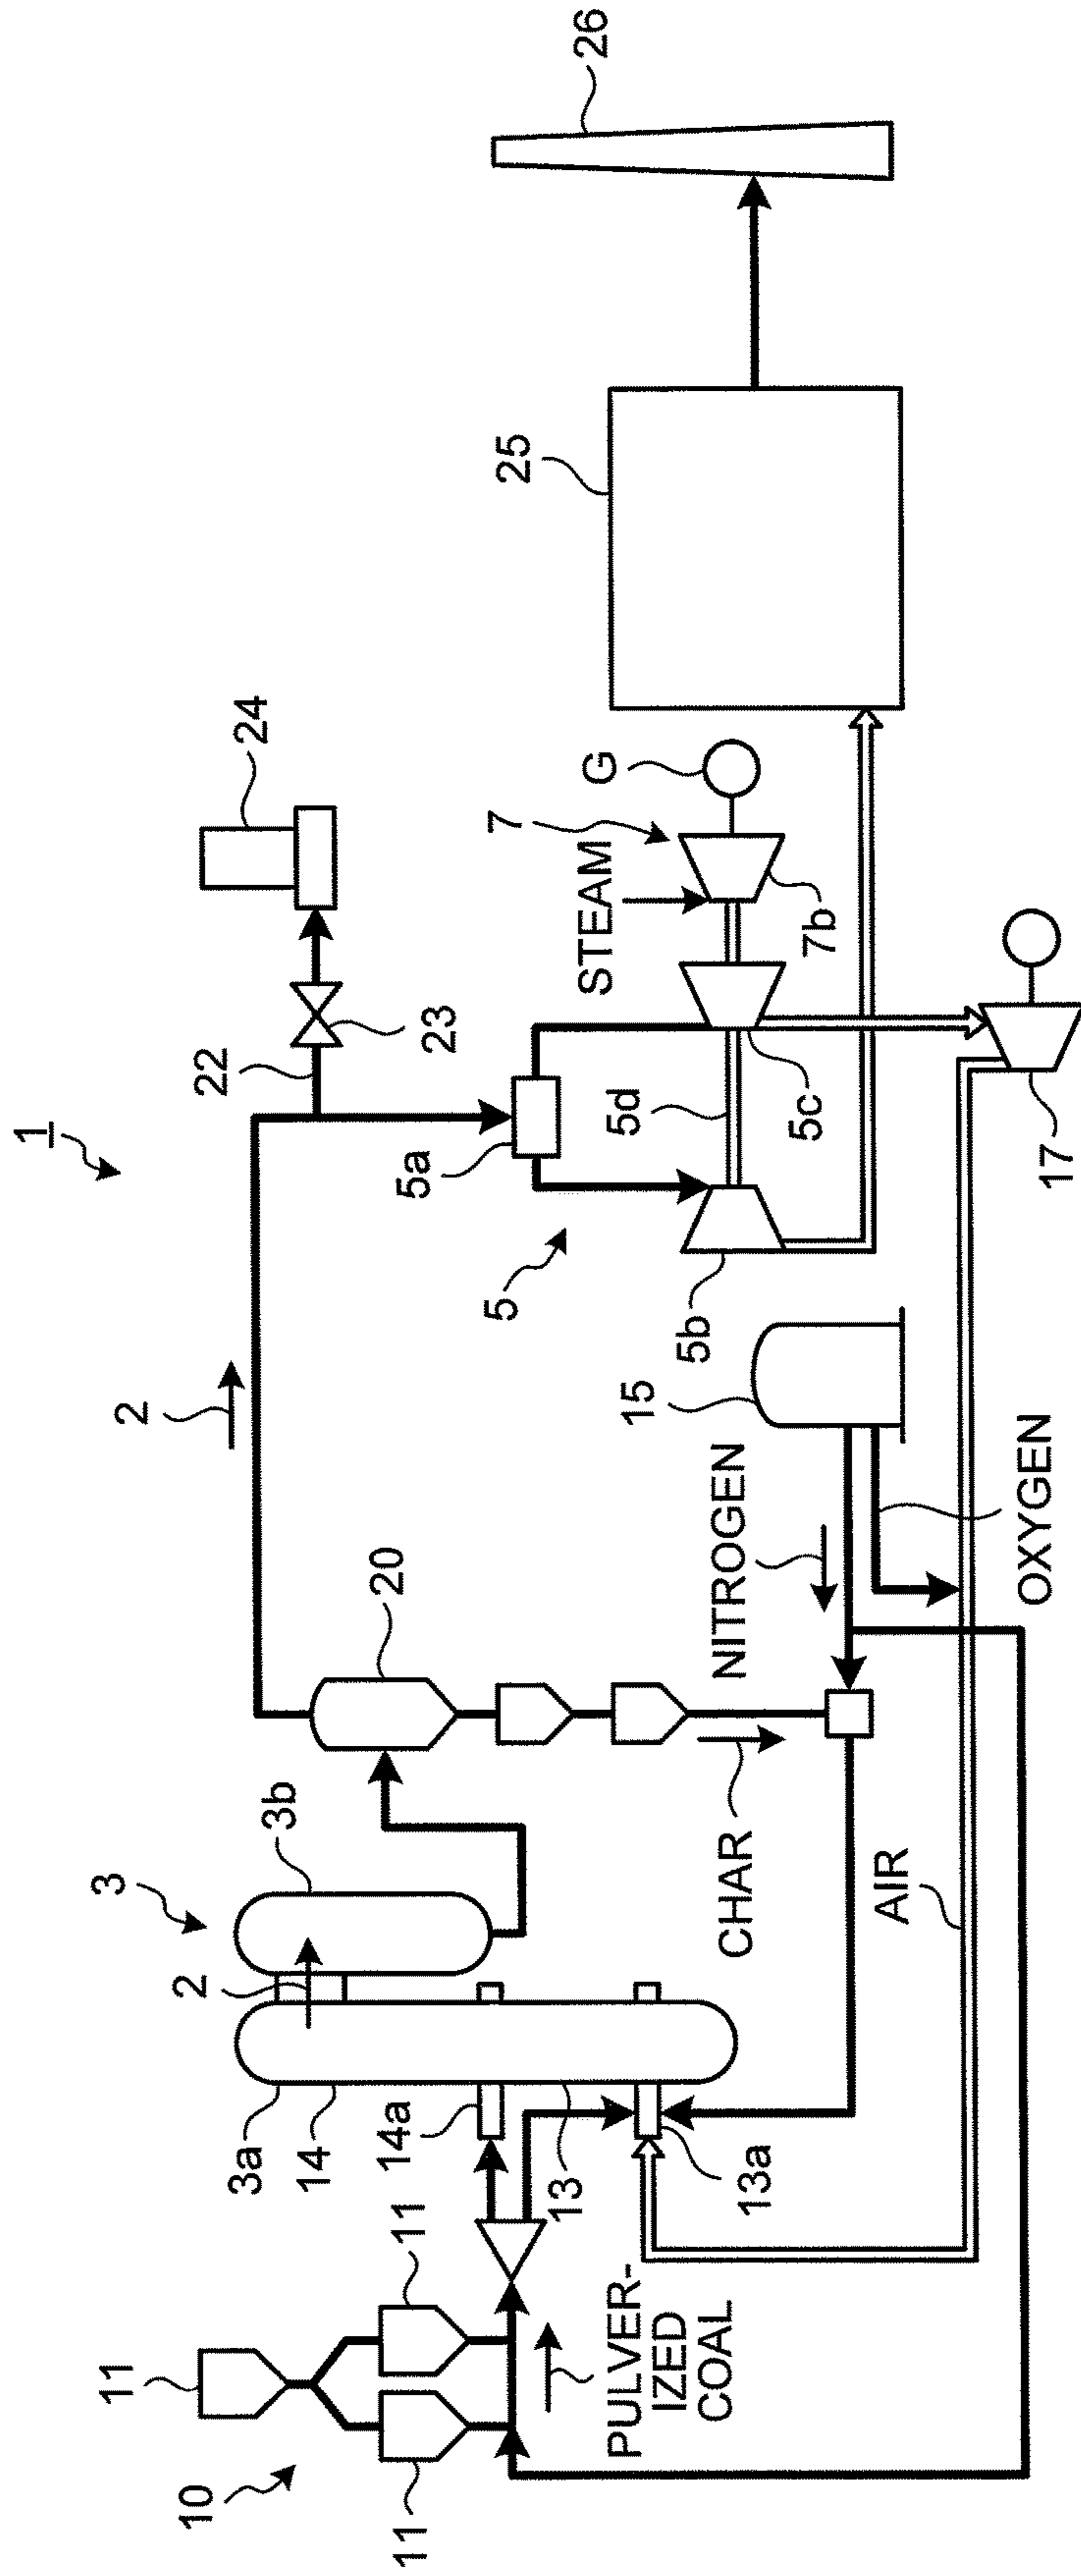 1
10
11
11
11
PULVER-
IZED
COAL
3
3a
14
14a
13
13a
2
3b
20
CHAR
AIR
NITROGEN
OXYGEN
15
2
22
23
24
5
5a
5b
5c
5d
STEAM
7
7b
G
17
25
26